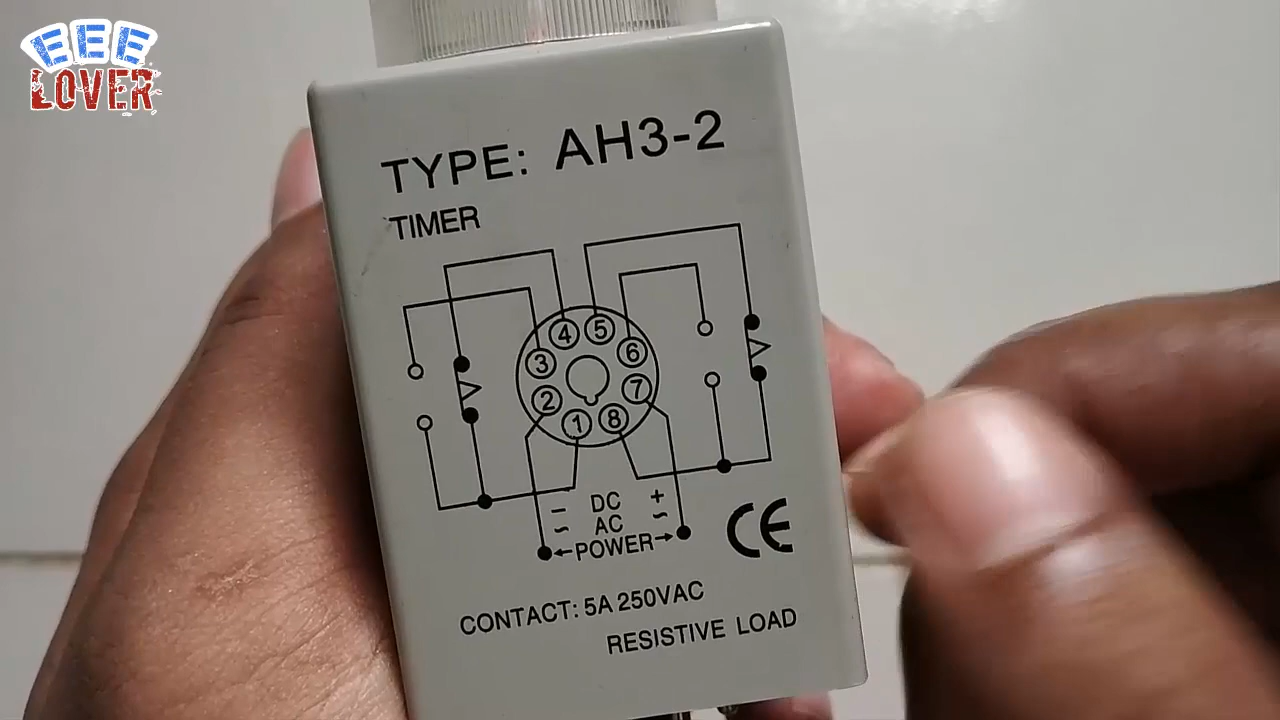 EEE
LOVER
TYPE: AH3-2
TIMER
4 5
3 6
2 7
1 8
− DC +
~ AC ~
←POWER→
CE
CONTACT: 5A 250VAC
RESISTIVE LOAD